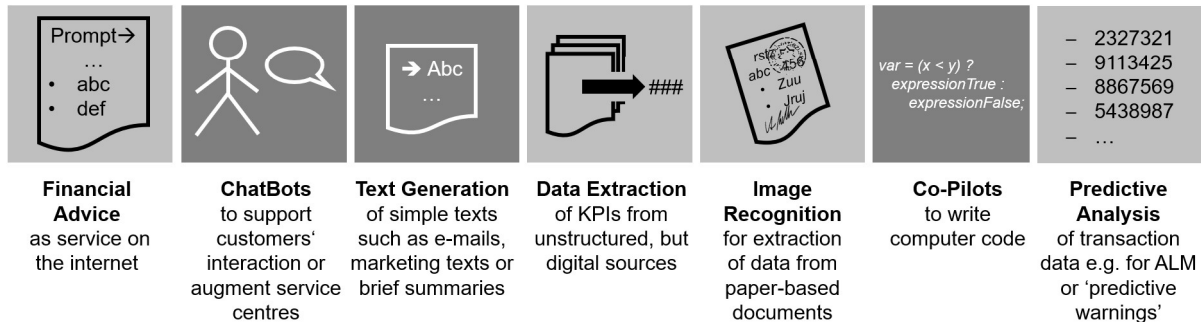 Prompt→
...
• abc
• def
➔ Abc
...
###
rst
abc 456
• Zuu
• Jruj
var = (x < y) ?
expressionTrue :
expressionFalse;
– 2327321
– 9113425
– 8867569
– 5438987
– ...
Financial
Advice
as service on
the internet
ChatBots
to support
customers‘
interaction or
augment service
centres
Text Generation
of simple texts
such as e-mails,
marketing texts or
brief summaries
Data Extraction
of KPIs from
unstructured, but
digital sources
Image
Recognition
for extraction
of data from
paper-based
documents
Co-Pilots
to write
computer code
Predictive
Analysis
of transaction
data e.g. for ALM
or ‘predictive
warnings’